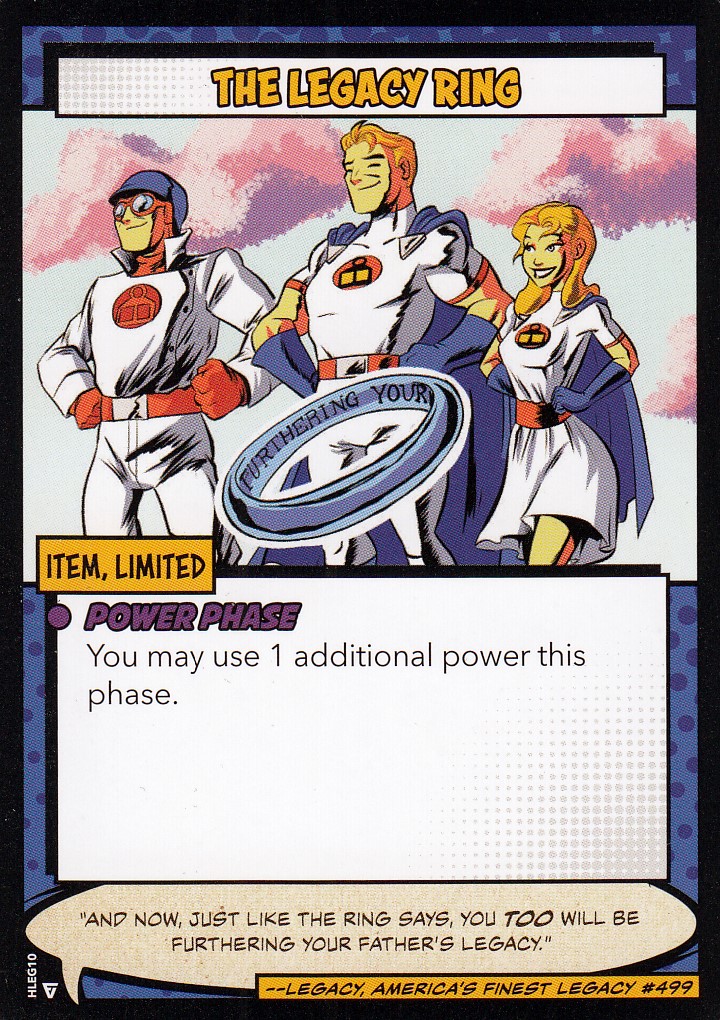 THE LEGACY RING
FURTHERING YOUR
ITEM, LIMITED
POWER PHASE
You may use 1 additional power this
phase.
"AND NOW, JUST LIKE THE RING SAYS, YOU TOO WILL BE
FURTHERING YOUR FATHER'S LEGACY."
--LEGACY, AMERICA'S FINEST LEGACY #499
HLEG10